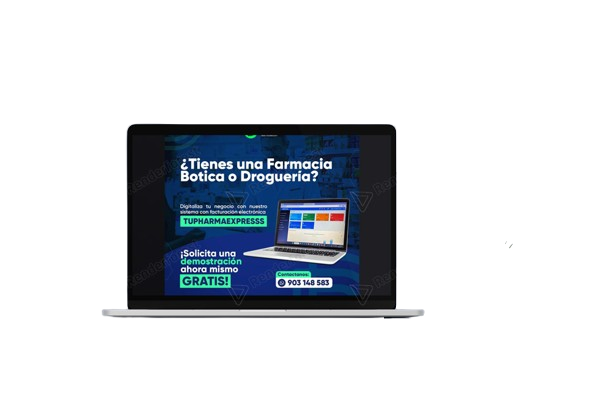 ¿Tienes una Farmacia
Botica o Droguería?
Digitaliza tu negocio con nuestro
sistema con facturación electrónica:
TUPHARMAEXPRESSS
¡Solicita una
demostración
ahora mismo
GRATIS!
Contáctanos:
903 148 583